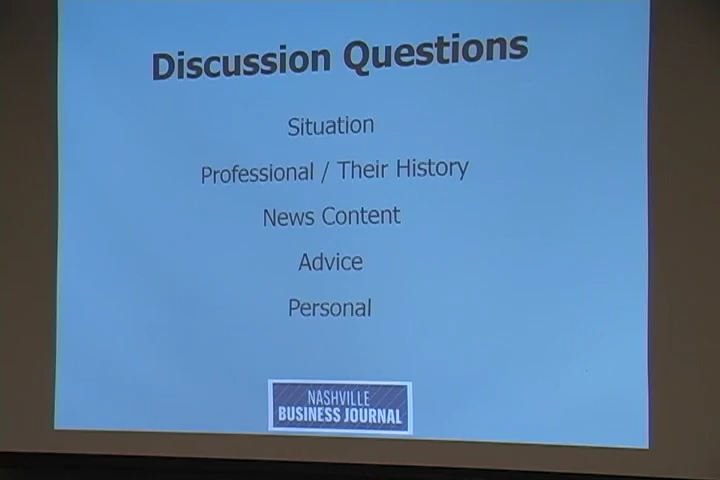 Discussion Questions
Situation
Professional / Their History
News Content
Advice
Personal
NASHVILLE
BUSINESS JOURNAL